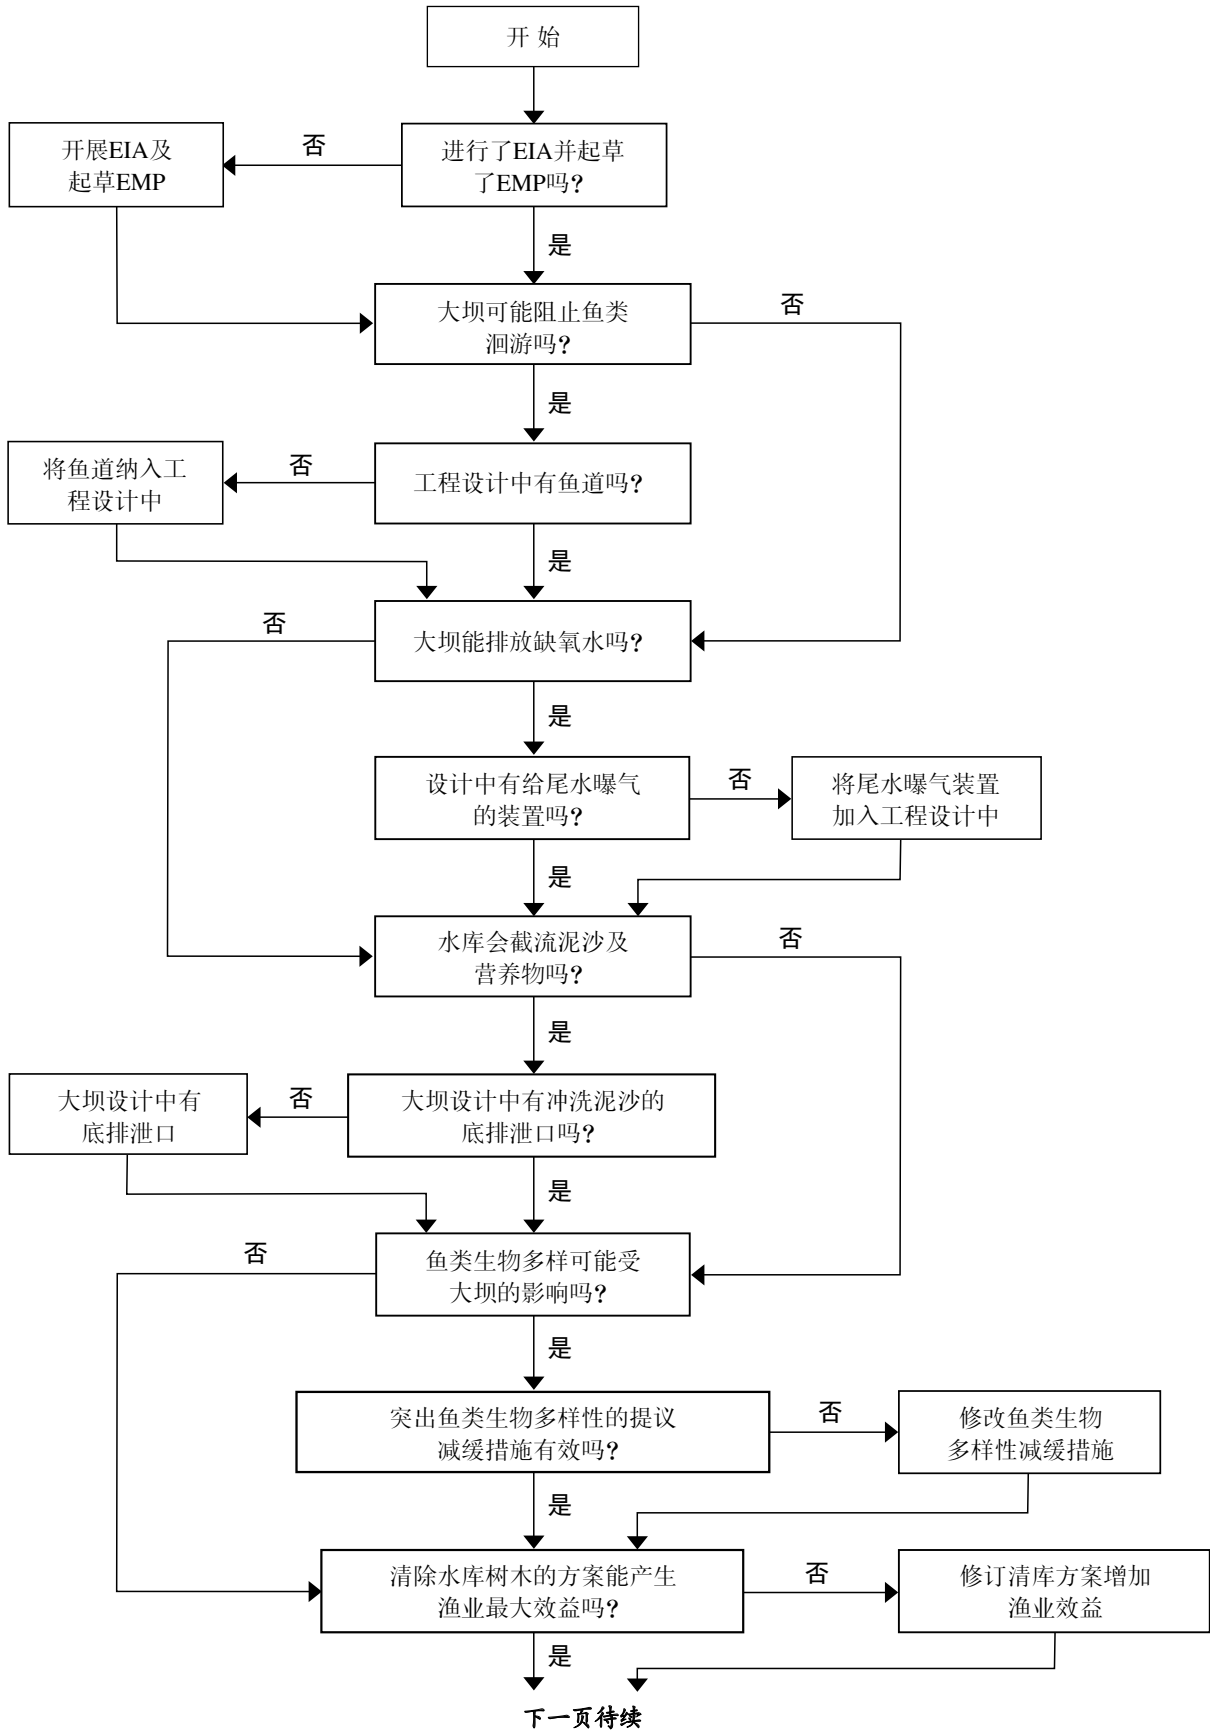 开 始
否
开展EIA及
起草EMP
进行了EIA并起草
了EMP吗?
是
大坝可能阻止鱼类
洄游吗?
否
是
将鱼道纳入工
程设计中
否
工程设计中有鱼道吗?
是
否
大坝能排放缺氧水吗?
是
设计中有给尾水曝气
的装置吗?
否
将尾水曝气装置
加入工程设计中
是
水库会截流泥沙及
营养物吗?
否
是
大坝设计中有
底排泄口
否
大坝设计中有冲洗泥沙的
底排泄口吗?
是
否
鱼类生物多样可能受
大坝的影响吗?
是
突出鱼类生物多样性的提议
减缓措施有效吗?
否
修改鱼类生物
多样性减缓措施
是
清除水库树木的方案能产生
渔业最大效益吗?
否
修订清库方案增加
渔业效益
是
下一页待续